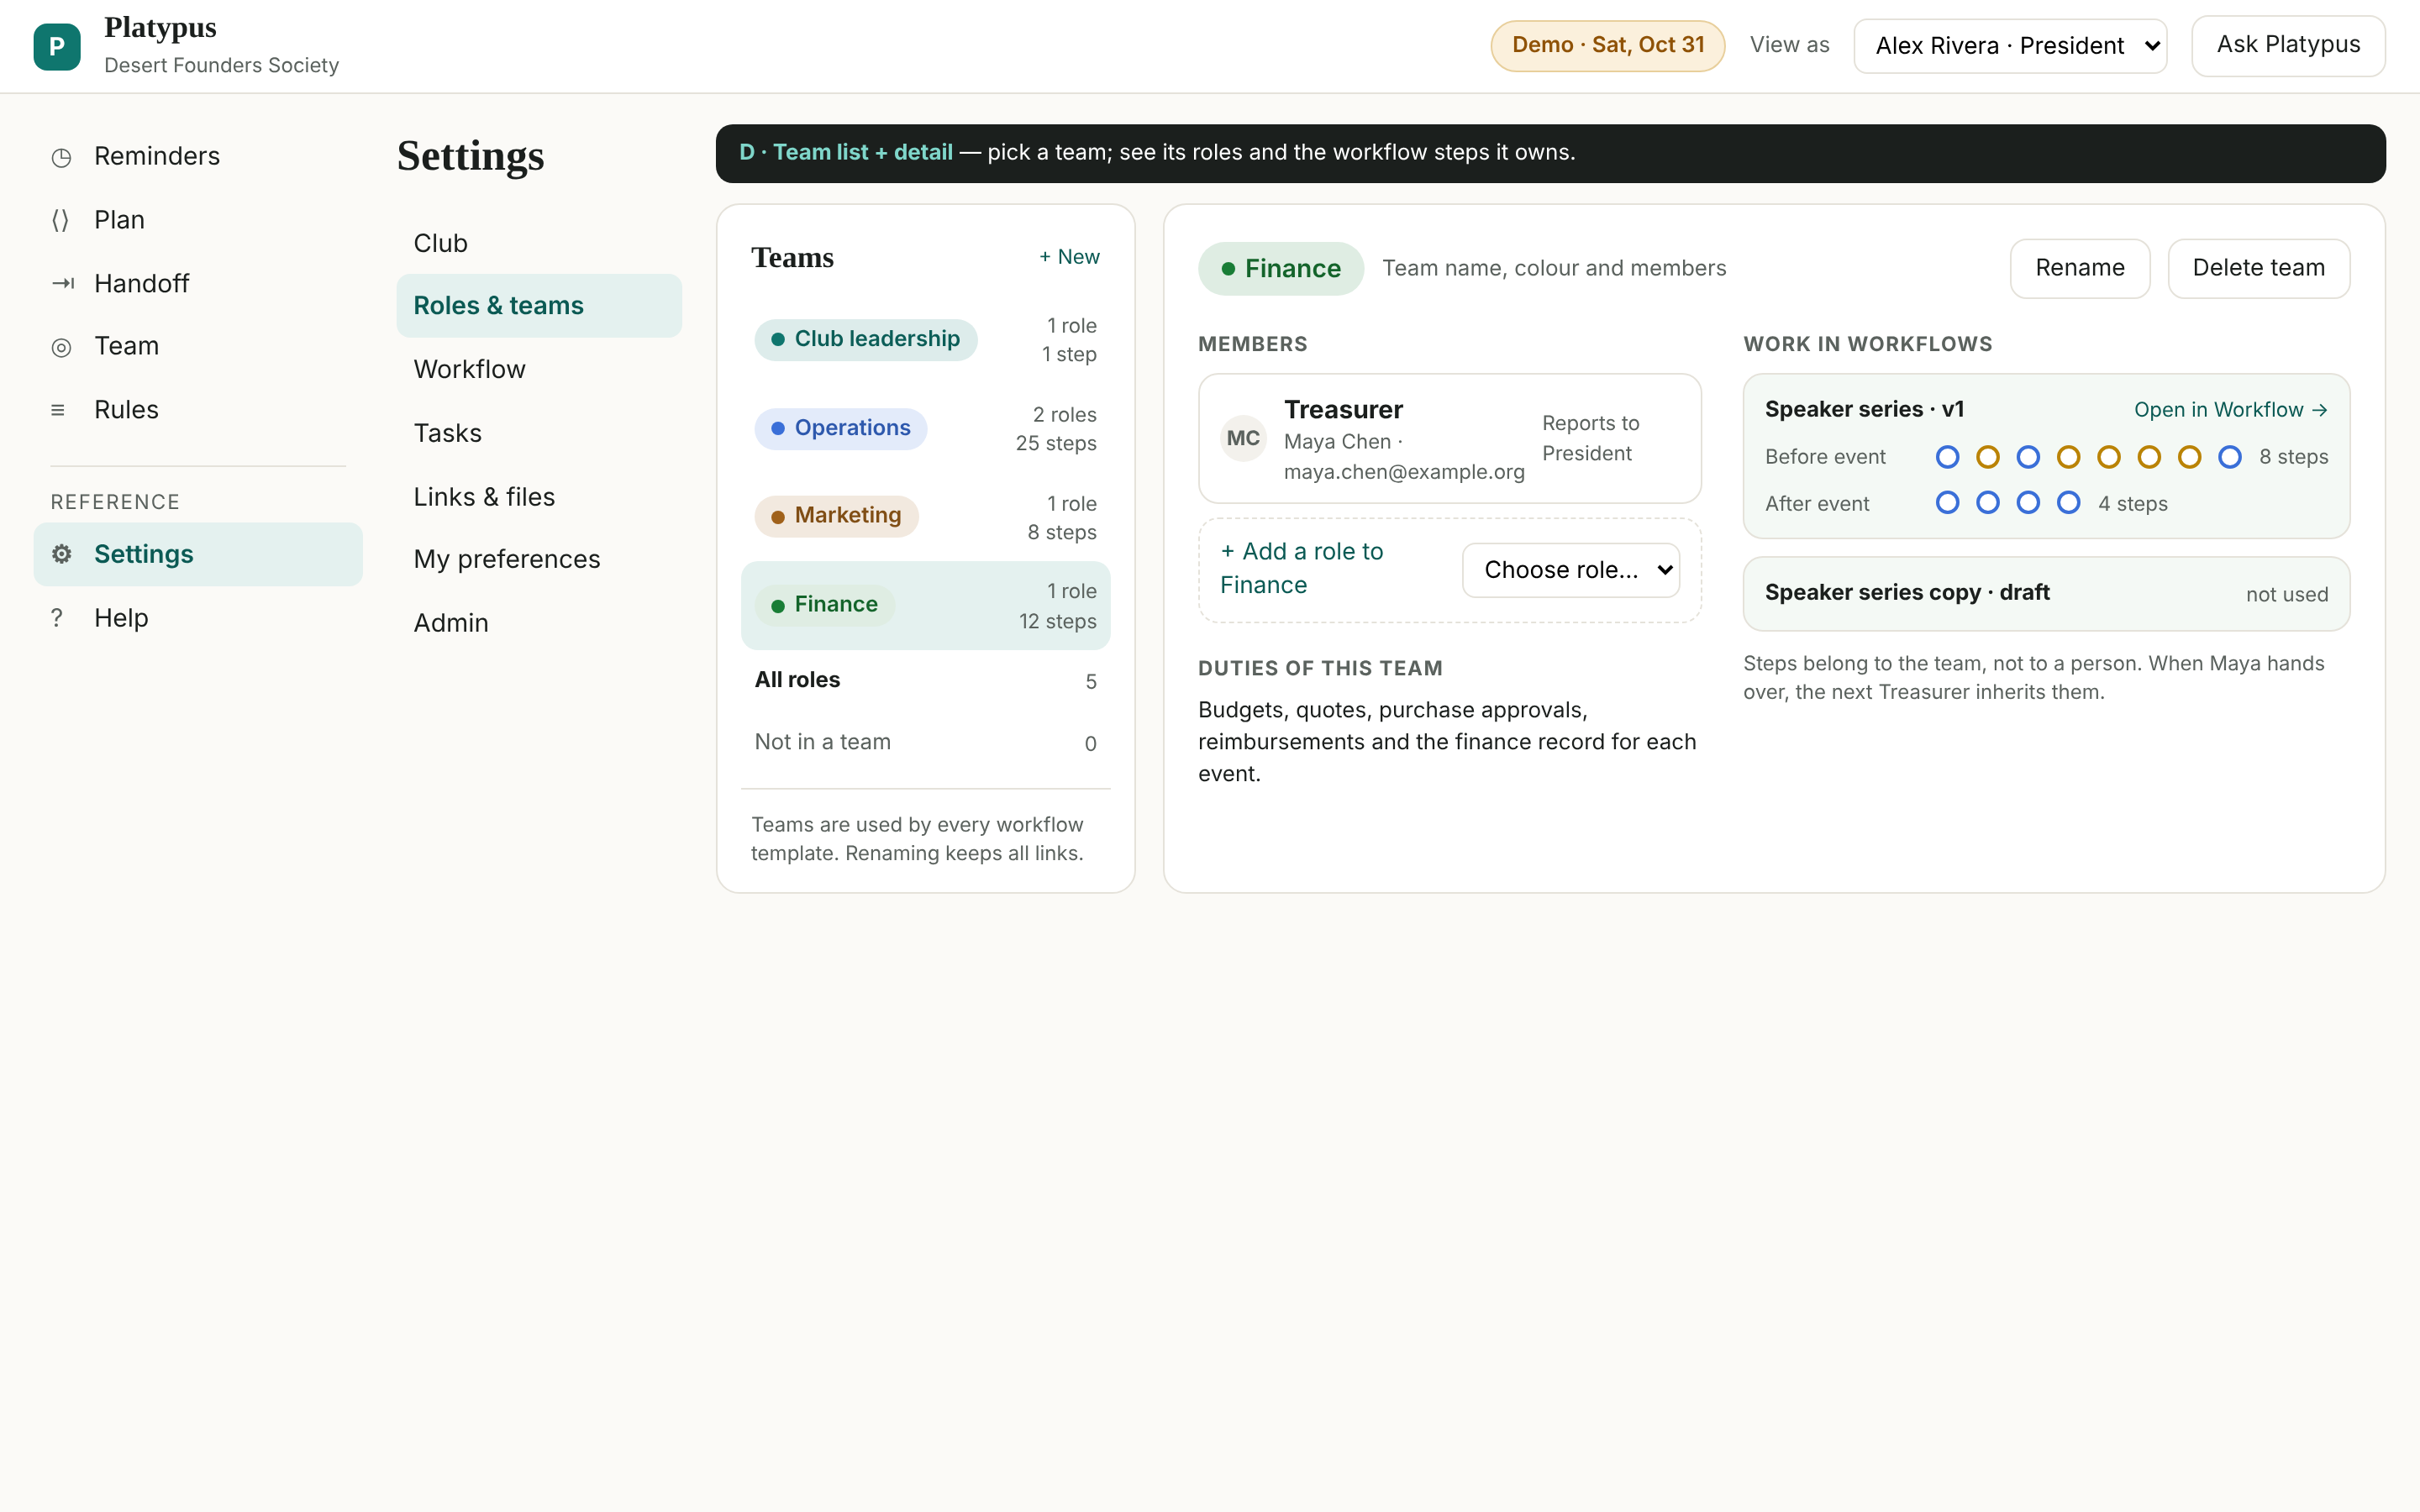 P
Platypus
Desert Founders Society
Demo · Sat, Oct 31
View as
Alex Rivera · President
Ask Platypus
Reminders
Plan
Handoff
Team
Rules
REFERENCE
Settings
? Help
Settings
Club
Roles & teams
Workflow
Tasks
Links & files
My preferences
Admin
D · Team list + detail — pick a team; see its roles and the workflow steps it owns.
Teams
+ New
Club leadership
1 role
1 step
Operations
2 roles
25 steps
Marketing
1 role
8 steps
Finance
1 role
12 steps
All roles 5
Not in a team 0
Teams are used by every workflow
template. Renaming keeps all links.
Finance
Team name, colour and members
Rename
Delete team
MEMBERS
MC
Treasurer
Maya Chen ·
maya.chen@example.org
Reports to
President
+ Add a role to
Finance
Choose role...
DUTIES OF THIS TEAM
Budgets, quotes, purchase approvals,
reimbursements and the finance record for each
event.
WORK IN WORKFLOWS
Speaker series · v1
Open in Workflow →
Before event
8 steps
After event
4 steps
Speaker series copy · draft
not used
Steps belong to the team, not to a person. When Maya hands
over, the next Treasurer inherits them.